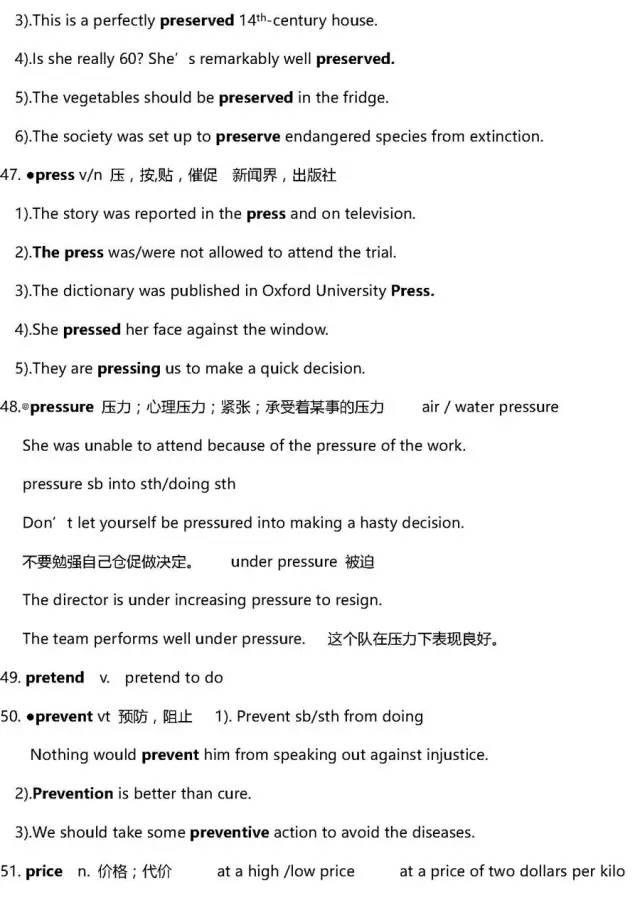 3).This is a perfectly preserved 14th-century house.
4).Is she really 60? She's remarkably well preserved.
5).The vegetables should be preserved in the fridge.
6).The society was set up to preserve endangered species from extinction.
47. ●press v/n 压，按,贴，催促 新闻界，出版社
1).The story was reported in the press and on television.
2).The press was/were not allowed to attend the trial.
3).The dictionary was published in Oxford University Press.
4).She pressed her face against the window.
5).They are pressing us to make a quick decision.
48.◎pressure 压力；心理压力；紧张；承受着某事的压力 air / water pressure
She was unable to attend because of the pressure of the work.
pressure sb into sth/doing sth
Don't let yourself be pressured into making a hasty decision.
不要勉强自己仓促做决定。 under pressure 被迫
The director is under increasing pressure to resign.
The team performs well under pressure. 这个队在压力下表现良好。
49. pretend v. pretend to do
50. ●prevent vt 预防，阻止 1). Prevent sb/sth from doing
Nothing would prevent him from speaking out against injustice.
2).Prevention is better than cure.
3).We should take some preventive action to avoid the diseases.
51. price n. 价格；代价 at a high /low price at a price of two dollars per kilo